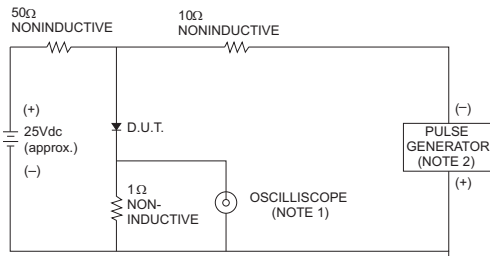 50Ω
NONINDUCTIVE
10Ω
NONINDUCTIVE
(+)
25Vdc
(approx.)
(–)
D.U.T.
1Ω
NON-
INDUCTIVE
OSCILLISCOPE
(NOTE 1)
(–)
PULSE
GENERATOR
(NOTE 2)
(+)